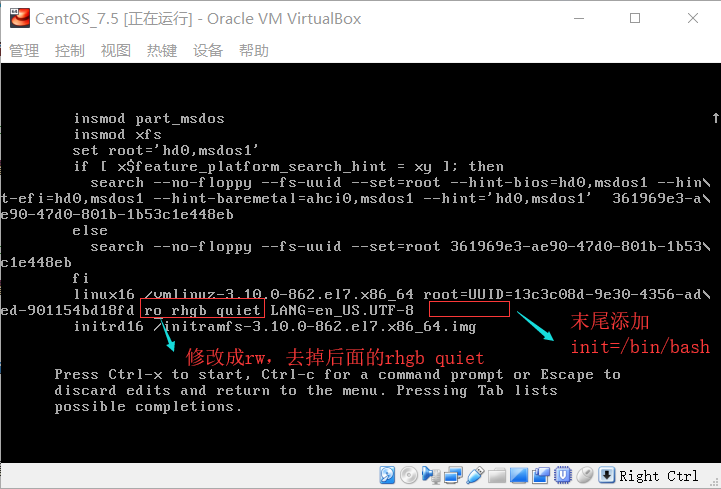 CentOS_7.5 [正在运行] - Oracle VM VirtualBox
管理 控制 视图 热键 设备 帮助
insmod part_msdos
insmod xfs
set root='hd0,msdos1'
if [ x$feature_platform_search_hint = xy ]; then
search --no-floppy --fs-uuid --set=root --hint-bios=hd0,msdos1 --hin\
t-efi=hd0,msdos1 --hint-baremetal=ahci0,msdos1 --hint='hd0,msdos1'  361969e3-a\
e90-47d0-801b-1b53c1e448eb
else
search --no-floppy --fs-uuid --set=root 361969e3-ae90-47d0-801b-1b53\
c1e448eb
fi
linux16 /vmlinuz-3.10.0-862.el7.x86_64 root=UUID=13c3c08d-9e30-4356-ad\
ed-901154bd18fd ro rhgb quiet LANG=en_US.UTF-8
initrd16 /initramfs-3.10.0-862.el7.x86_64.img
末尾添加
init=/bin/bash
修改成rw，去掉后面的rhgb quiet
Press Ctrl-x to start, Ctrl-c for a command prompt or Escape to
discard edits and return to the menu. Pressing Tab lists
possible completions.
Right Ctrl